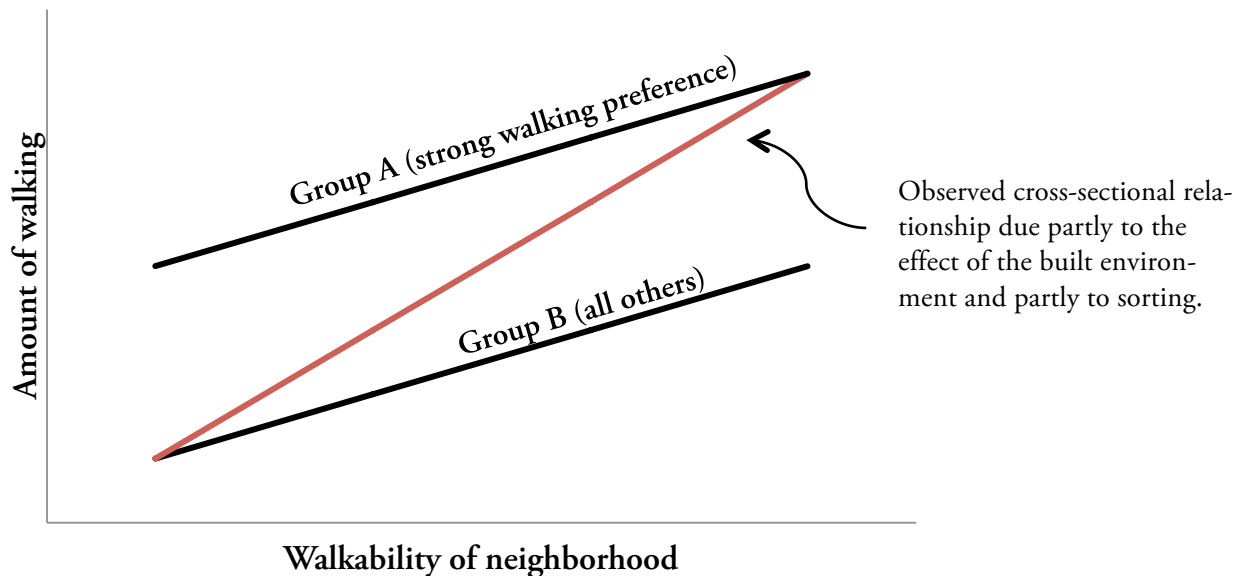 Group A (strong walking preference)
Amount of walking
Observed cross-sectional rela-
tionship due partly to the
effect of the built environ-
ment and partly to sorting.
Group B (all others)
Walkability of neighborhood